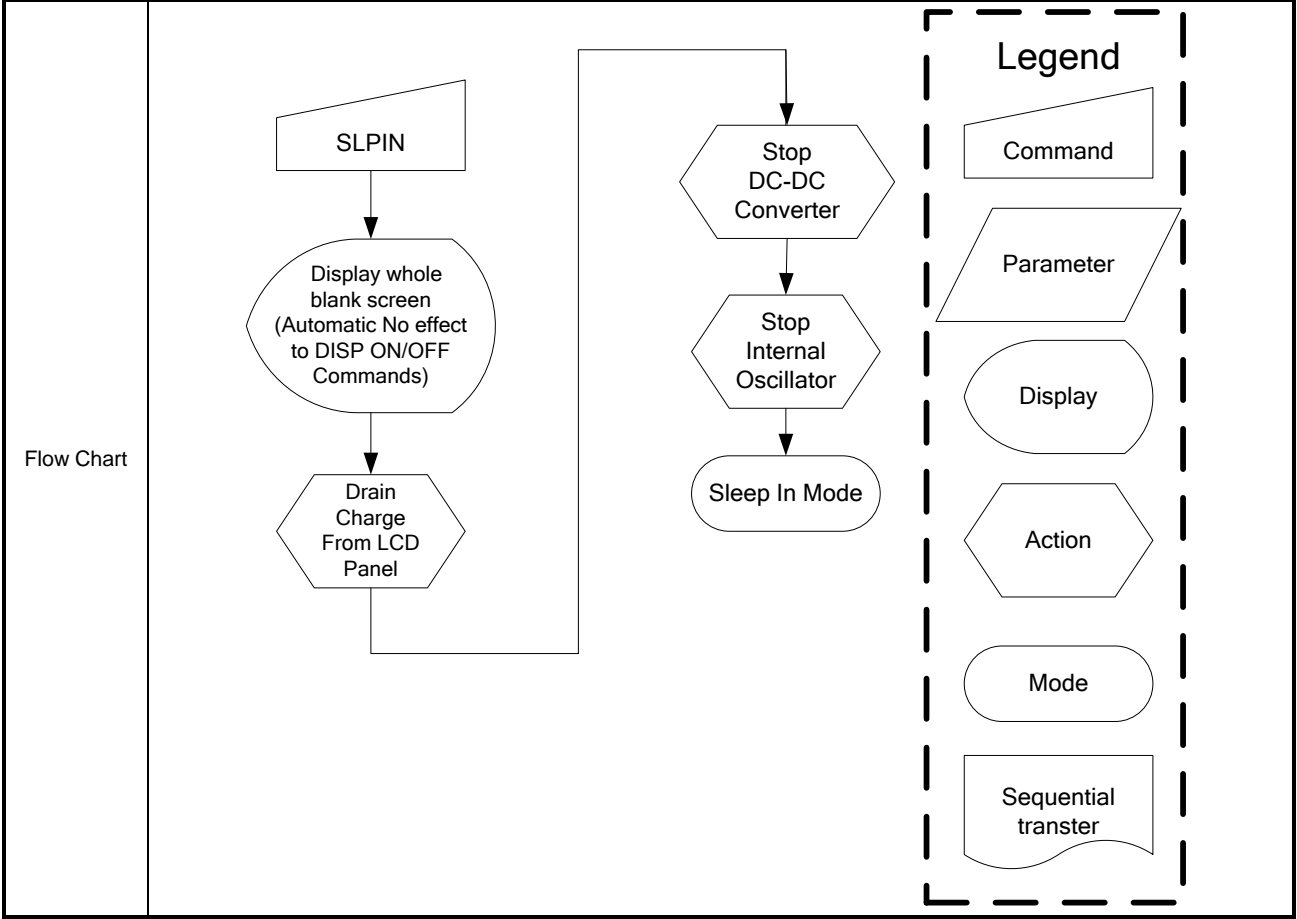 Flow Chart
SLPIN
Display whole
blank screen
(Automatic No effect
to DISP ON/OFF
Commands)
Drain
Charge
From LCD
Panel
Stop
DC-DC
Converter
Stop
Internal
Oscillator
Sleep In Mode
Legend
Command
Parameter
Display
Action
Mode
Sequential
transter